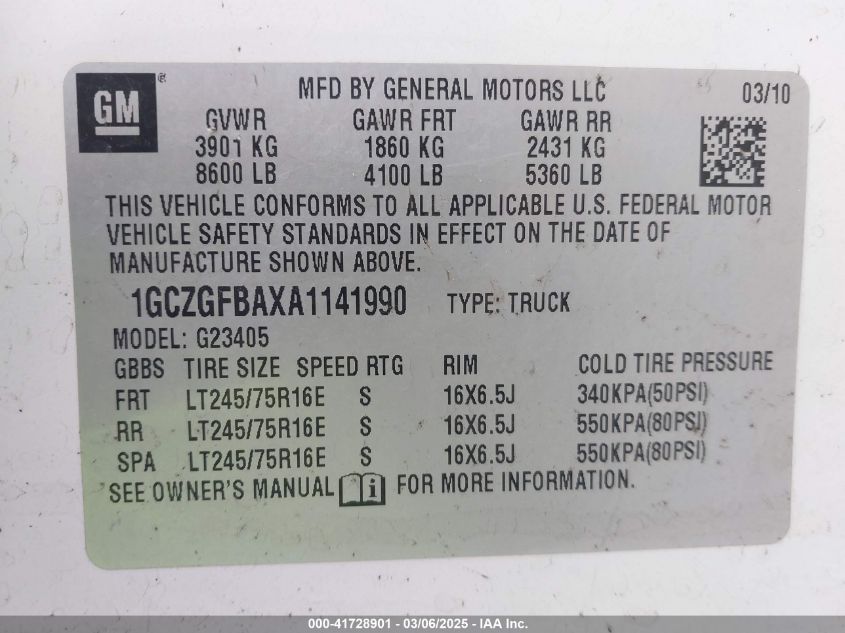 GM®
MFD BY GENERAL MOTORS LLC 03/10
GVWR GAWR FRT GAWR RR
3901 KG 1860 KG 2431 KG
8600 LB 4100 LB 5360 LB
THIS VEHICLE CONFORMS TO ALL APPLICABLE U.S. FEDERAL MOTOR
VEHICLE SAFETY STANDARDS IN EFFECT ON THE DATE OF
MANUFACTURE SHOWN ABOVE.
1GCZGFBAXA1141990 TYPE: TRUCK
MODEL: G23405
GBBS TIRE SIZE SPEED RTG RIM COLD TIRE PRESSURE
FRT LT245/75R16E S 16X6.5J 340KPA(50PSI)
RR LT245/75R16E S 16X6.5J 550KPA(80PSI)
SPA LT245/75R16E S 16X6.5J 550KPA(80PSI)
SEE OWNER'S MANUAL i FOR MORE INFORMATION.
000-41728901 - 03/06/2025 - IAA Inc.